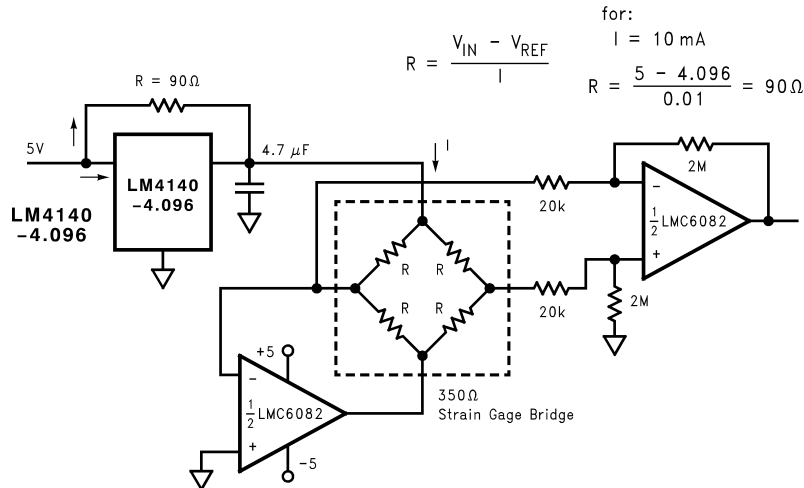 for:
I = 10 mA
R = (V_IN − V_REF) / I
R = (5 − 4.096) / 0.01 = 90Ω
R = 90Ω
5V
4.7 μF
I
LM4140
−4.096
LM4140
−4.096
2M
20k
−
1/2 LMC6082
+
R
R
R
R
20k
2M
+5
−
1/2 LMC6082
+
−5
350Ω
Strain Gage Bridge